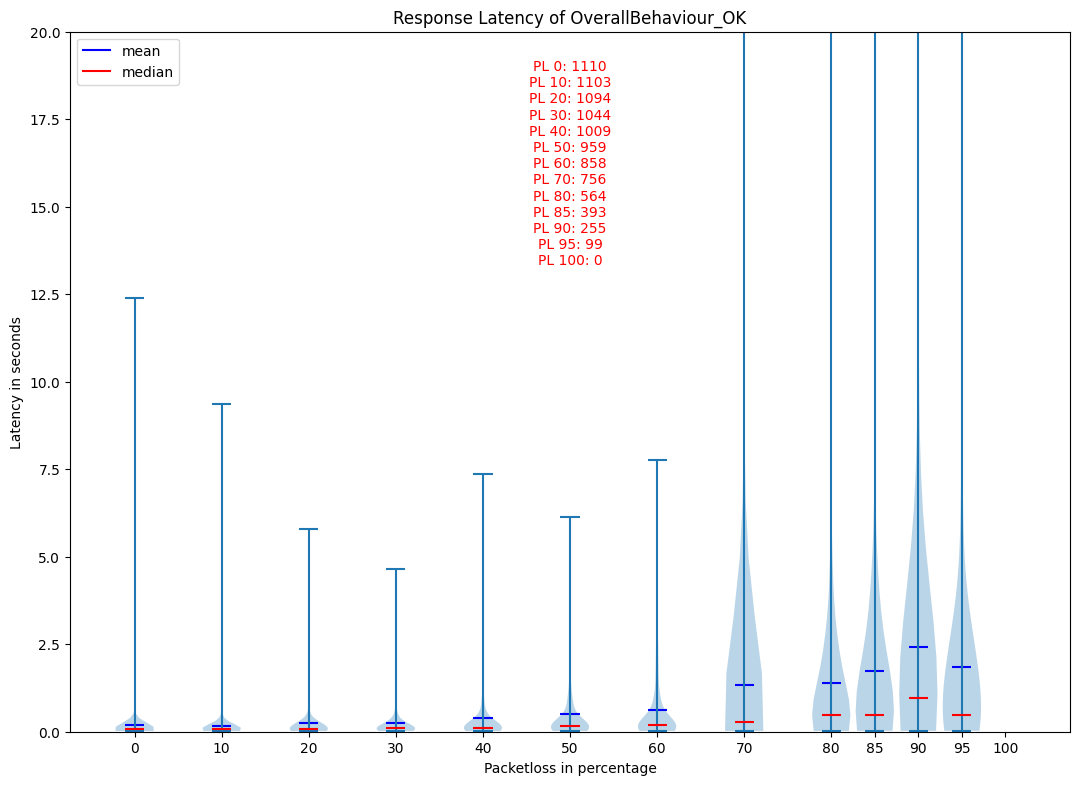 Response Latency of OverallBehaviour_OK
20.0
17.5
15.0
12.5
10.0
7.5
5.0
2.5
0.0
Latency in seconds
mean
median
PL 0: 1110
PL 10: 1103
PL 20: 1094
PL 30: 1044
PL 40: 1009
PL 50: 959
PL 60: 858
PL 70: 756
PL 80: 564
PL 85: 393
PL 90: 255
PL 95: 99
PL 100: 0
0 10 20 30 40 50 60 70 80 85 90 95 100
Packetloss in percentage